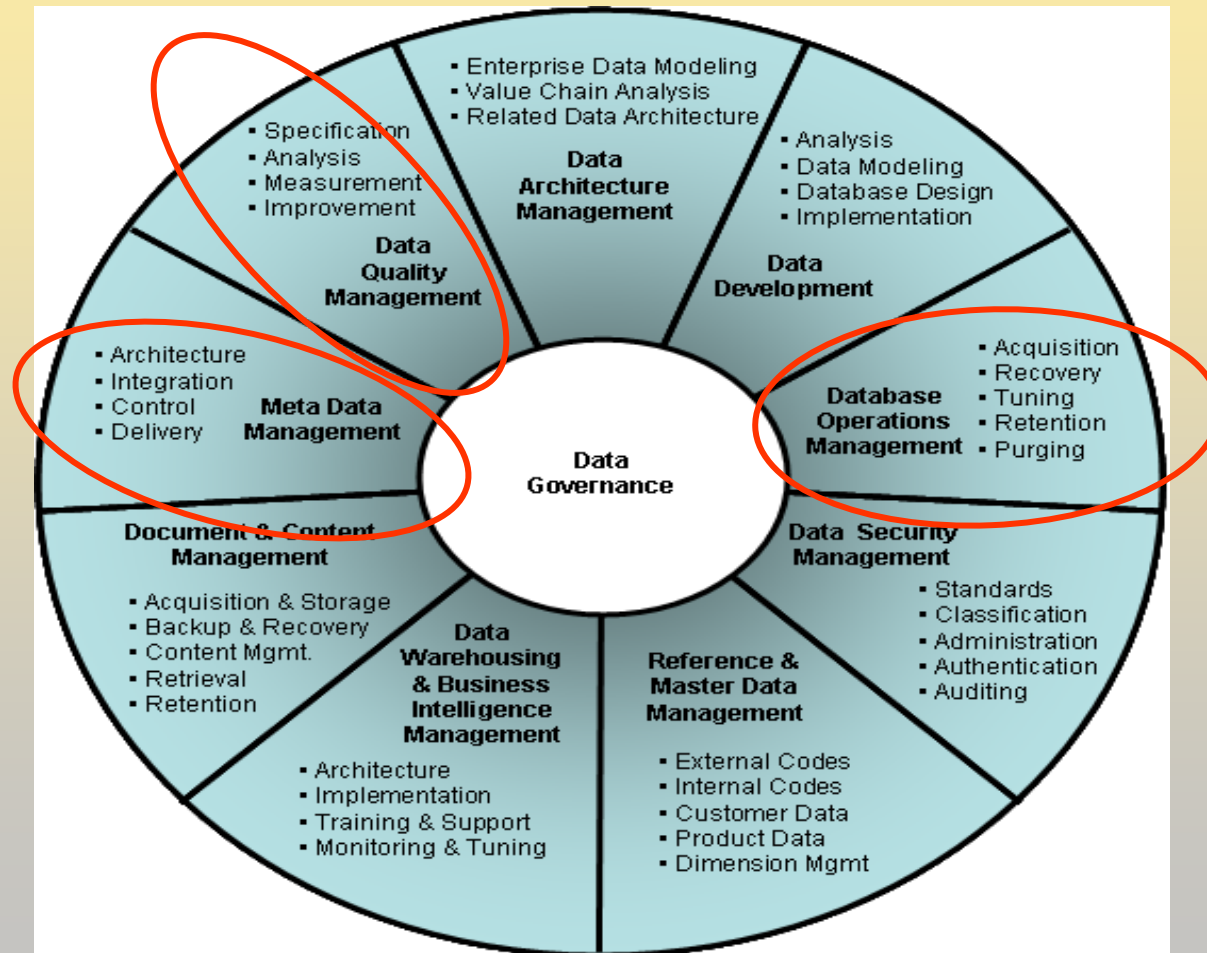 ▪ Enterprise Data Modeling
▪ Value Chain Analysis
▪ Related Data Architecture
Data
Architecture
Management
▪ Analysis
▪ Data Modeling
▪ Database Design
▪ Implementation
Data
Development
▪ Acquisition
▪ Recovery
▪ Tuning
▪ Retention
▪ Purging
Database
Operations
Management
Data Security
Management
▪ Standards
▪ Classification
▪ Administration
▪ Authentication
▪ Auditing
Reference &
Master Data
Management
▪ External Codes
▪ Internal Codes
▪ Customer Data
▪ Product Data
▪ Dimension Mgmt
Data
Warehousing
& Business
Intelligence
Management
▪ Architecture
▪ Implementation
▪ Training & Support
▪ Monitoring & Tuning
Document & Content
Management
▪ Acquisition & Storage
▪ Backup & Recovery
▪ Content Mgmt.
▪ Retrieval
▪ Retention
▪ Architecture
▪ Integration
▪ Control
▪ Delivery
Meta Data
Management
▪ Specification
▪ Analysis
▪ Measurement
▪ Improvement
Data
Quality
Management
Data
Governance